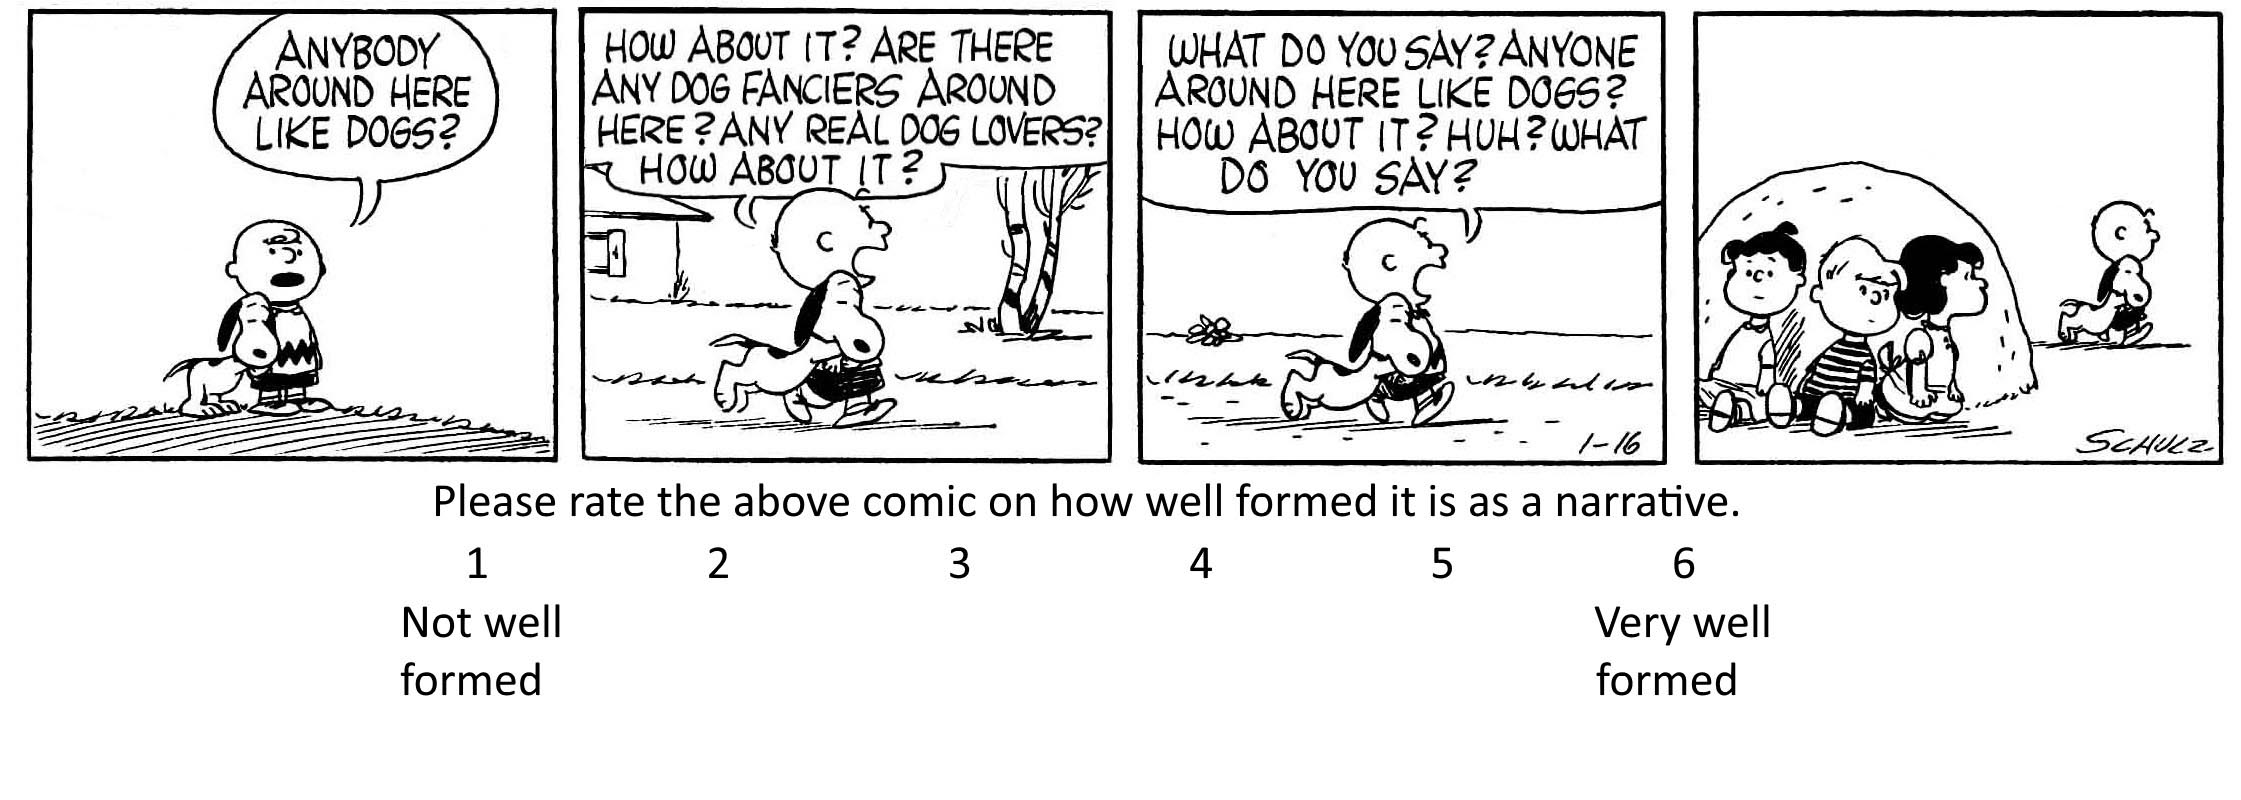 ANYBODY
AROUND HERE
LIKE DOGS?
HOW ABOUT IT? ARE THERE
ANY DOG FANCIERS AROUND
HERE? ANY REAL DOG LOVERS?
HOW ABOUT IT?
WHAT DO YOU SAY? ANYONE
AROUND HERE LIKE DOGS?
HOW ABOUT IT? HUH? WHAT
DO YOU SAY?
1-16
SCHULZ
Please rate the above comic on how well formed it is as a narrative.
1 2 3 4 5 6
Not well
formed
Very well
formed